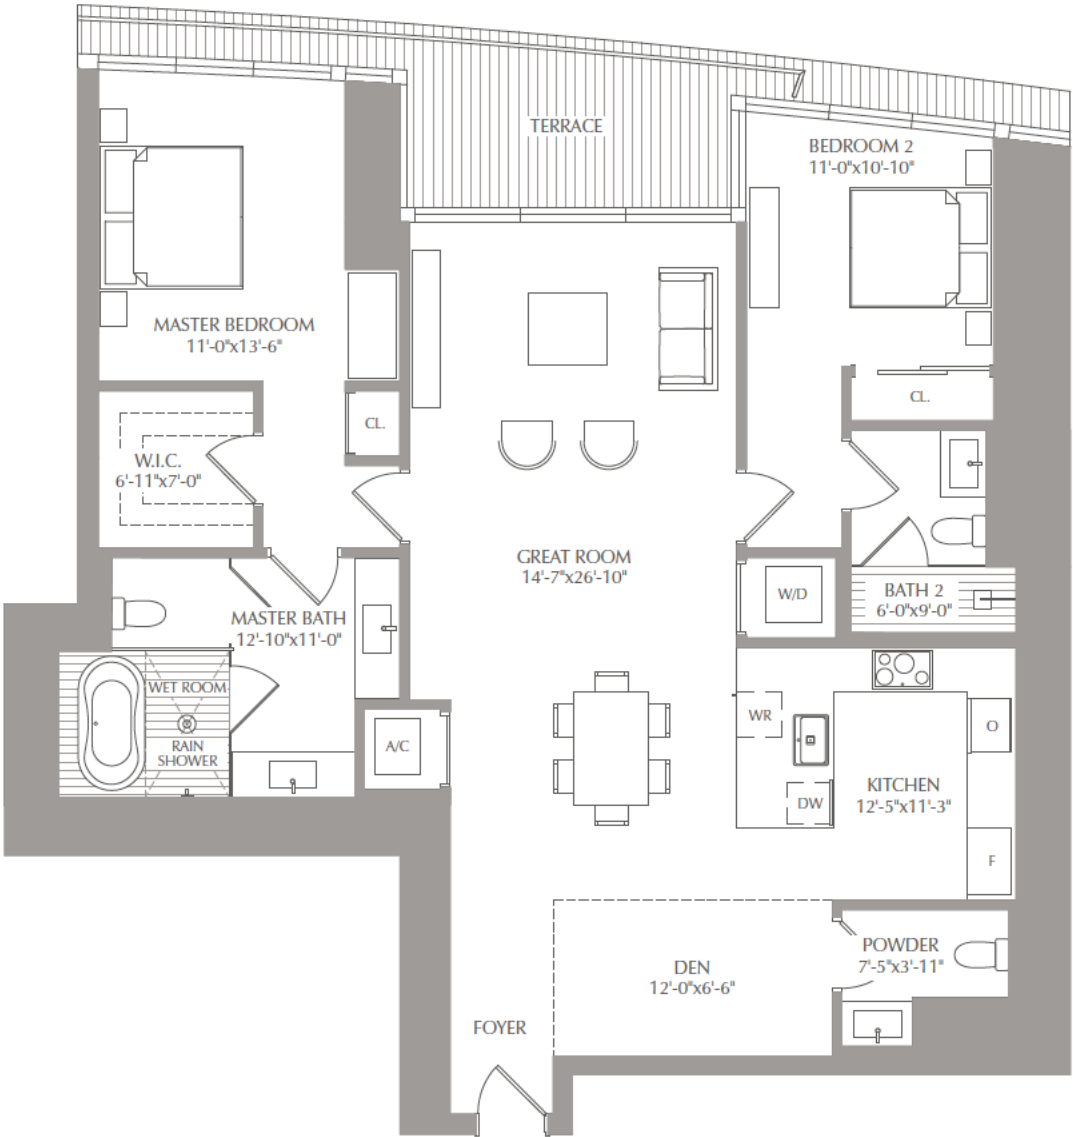 TERRACE
BEDROOM 2
11'-0"x10'-10"
MASTER BEDROOM
11'-0"x13'-6"
CL.
CL.
W.I.C.
6'-11"x7'-0"
GREAT ROOM
14'-7"x26'-10"
W/D
BATH 2
6'-0"x9'-0"
MASTER BATH
12'-10"x11'-0"
WET ROOM
RAIN
SHOWER
A/C
WR
O
KITCHEN
12'-5"x11'-3"
DW
F
POWDER
7'-5"x3'-11"
DEN
12'-0"x6'-6"
FOYER